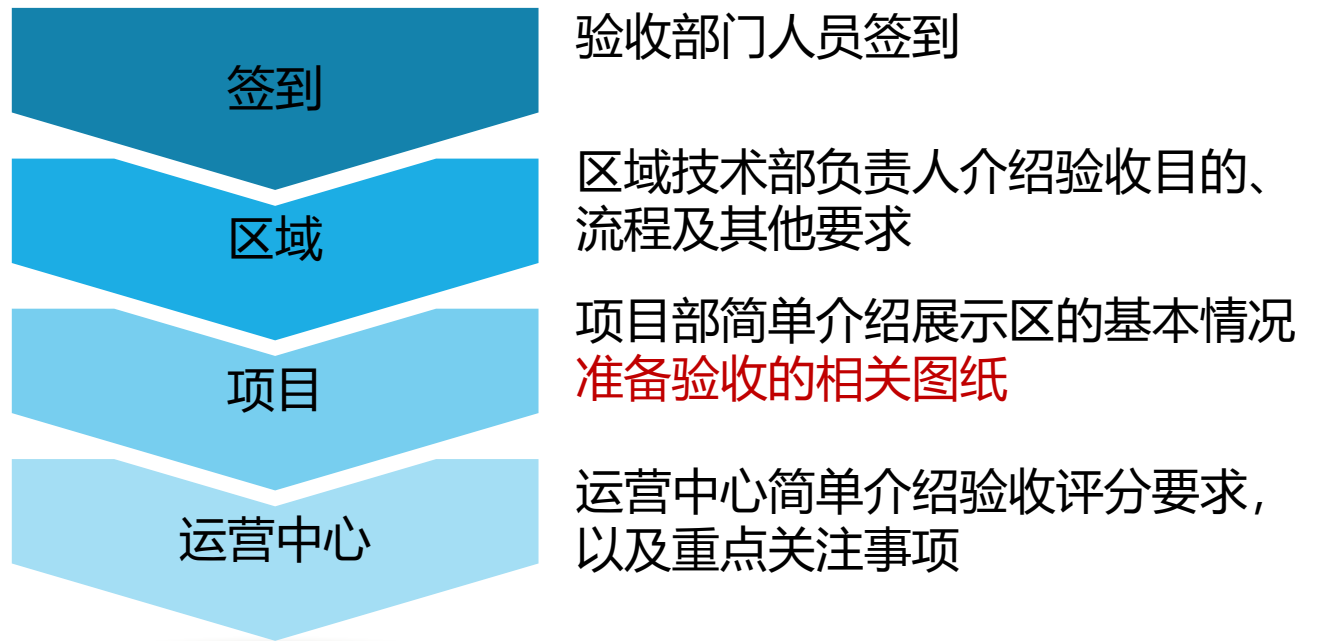 签到
验收部门人员签到
区域
区域技术部负责人介绍验收目的、
流程及其他要求
项目
项目部简单介绍展示区的基本情况
准备验收的相关图纸
运营中心
运营中心简单介绍验收评分要求，
以及重点关注事项